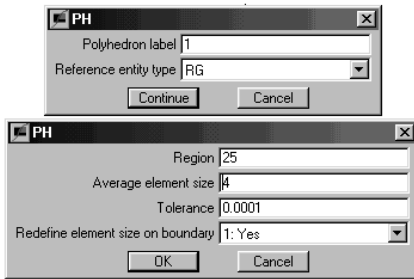 PH
Polyhedron label 1
Reference entity type RG
Continue Cancel
PH
Region 25
Average element size 4
Tolerance 0.0001
Redefine element size on boundary 1: Yes
OK Cancel